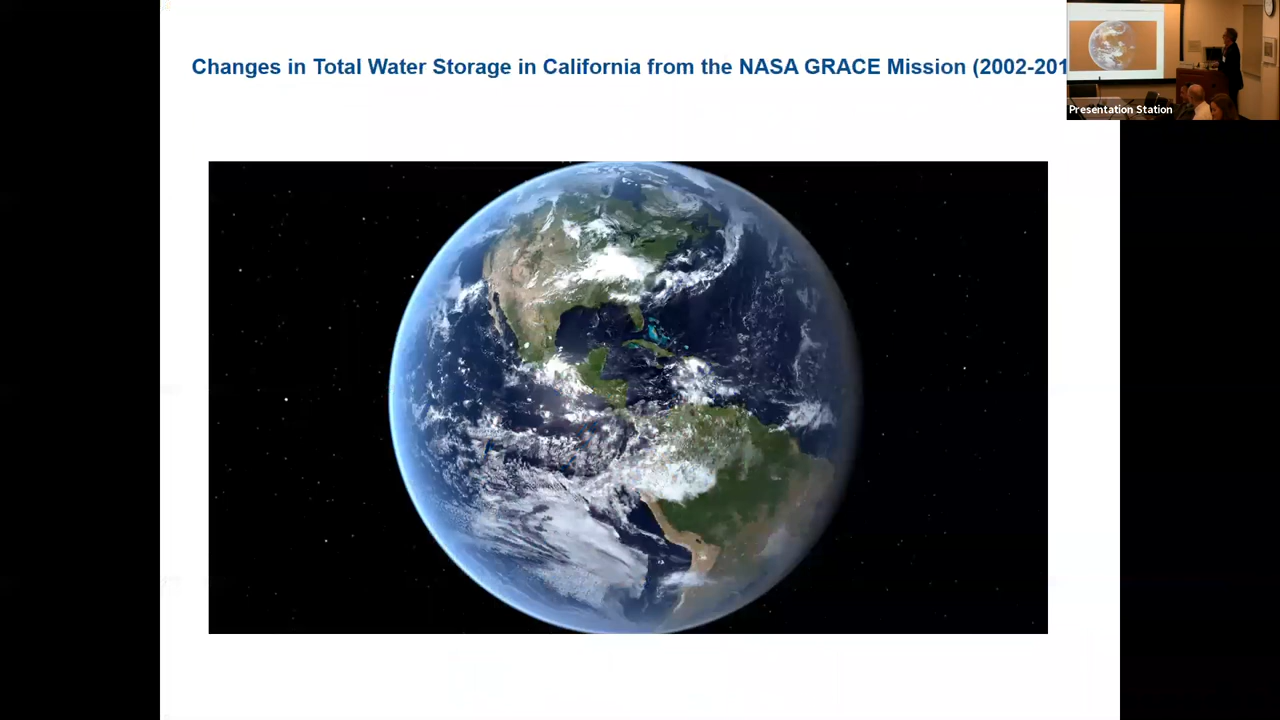 Changes in Total Water Storage in California from the NASA GRACE Mission (2002-201
Presentation Station